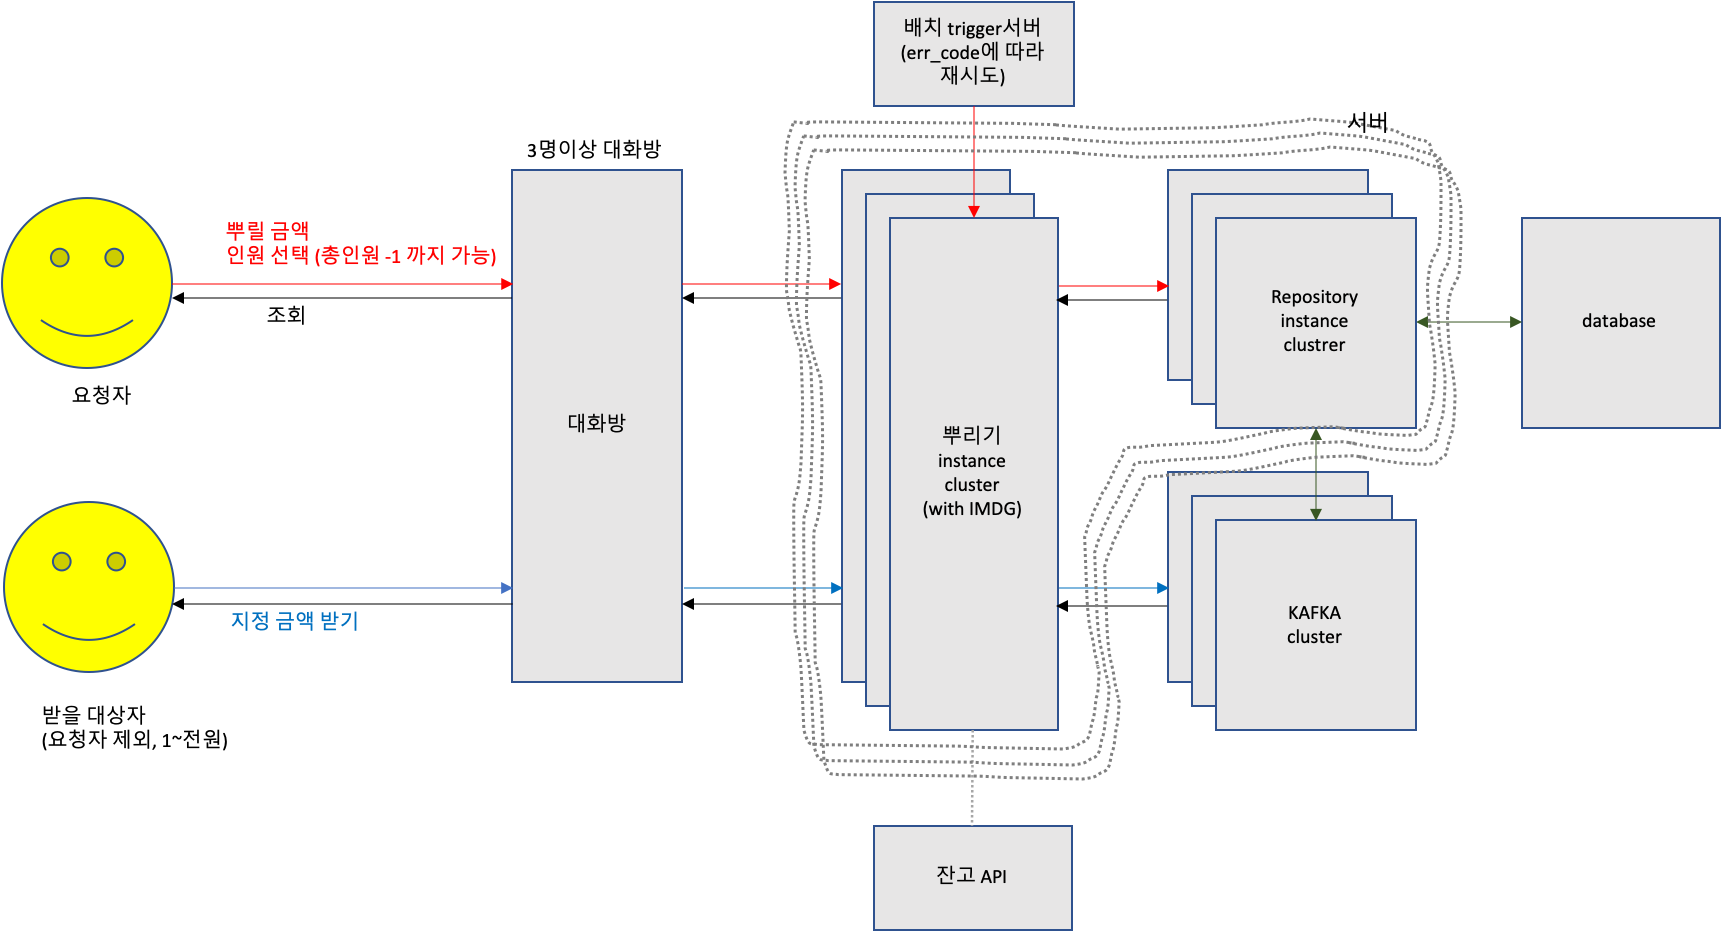 배치 trigger서버
(err_code에 따라
재시도)
서버
3명이상 대화방
뿌릴 금액
인원 선택 (총인원 -1 까지 가능)
조회
요청자
대화방
뿌리기
instance
cluster
(with IMDG)
Repository
instance
clustrer
database
지정 금액 받기
KAFKA
cluster
받을 대상자
(요청자 제외, 1~전원)
잔고 API